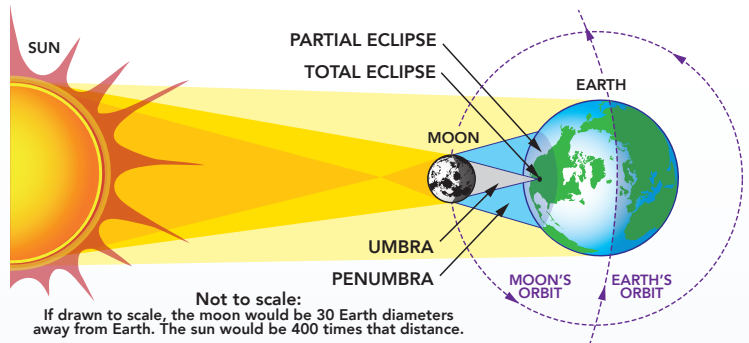 SUN
PARTIAL ECLIPSE
TOTAL ECLIPSE
EARTH
MOON
UMBRA
PENUMBRA
MOON'S
ORBIT
EARTH'S
ORBIT
Not to scale:
If drawn to scale, the moon would be 30 Earth diameters
away from Earth. The sun would be 400 times that distance.